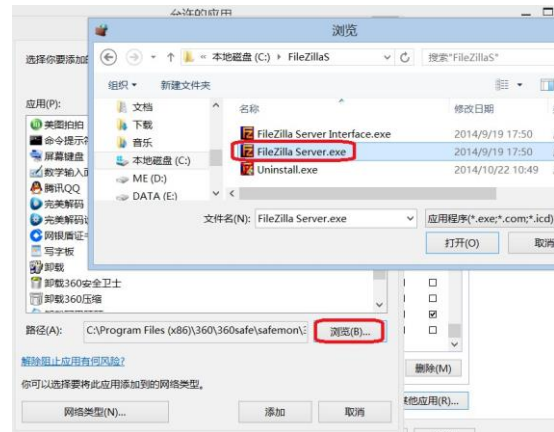 允许的应用
浏览
« 本地磁盘 (C:) › FileZillaS
搜索"FileZillaS"
选择你要添加
组织 新建文件夹
应用(P):
美图拍拍
命令提示符
屏幕键盘
数学输入面
腾讯QQ
完美解码
完美解码设
网银盾证
写字板
卸载
卸载360安全卫士
卸载360压缩
文档
下载
音乐
本地磁盘 (C:)
ME (D:)
DATA (E:)
名称 修改日期
FileZilla Server Interface.exe 2014/9/19 17:50
FileZilla Server.exe 2014/9/19 17:50
Uninstall.exe 2014/10/22 10:49
文件名(N): FileZilla Server.exe 应用程序(*.exe;*.com;*.icd)
打开(O) 取消
路径(A): C:\Program Files (x86)\360\360safe\safemon\3 浏览(B)...
解除阻止应用有何风险?
删除(M)
你可以选择要将此应用添加到的网络类型。
其他应用(R)...
网络类型(N)... 添加 取消